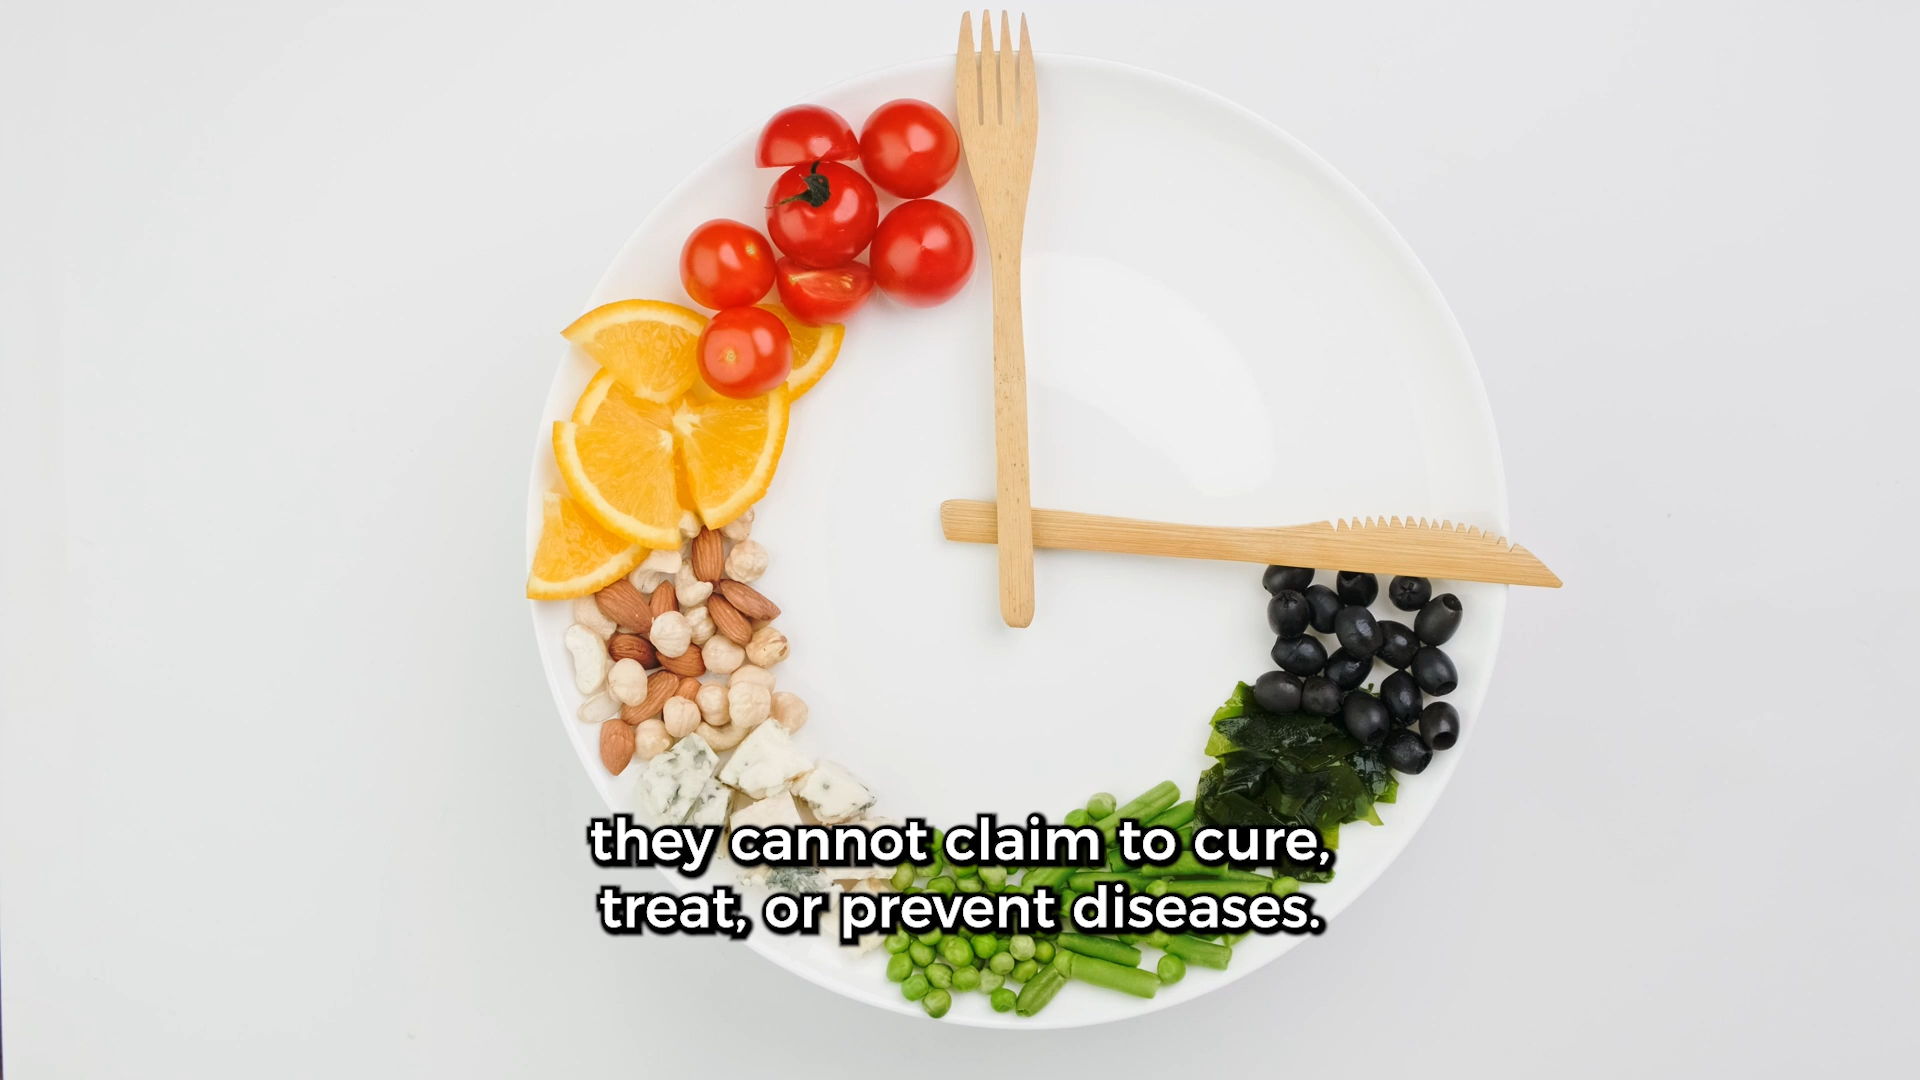 they cannot claim to cure,
treat, or prevent diseases.